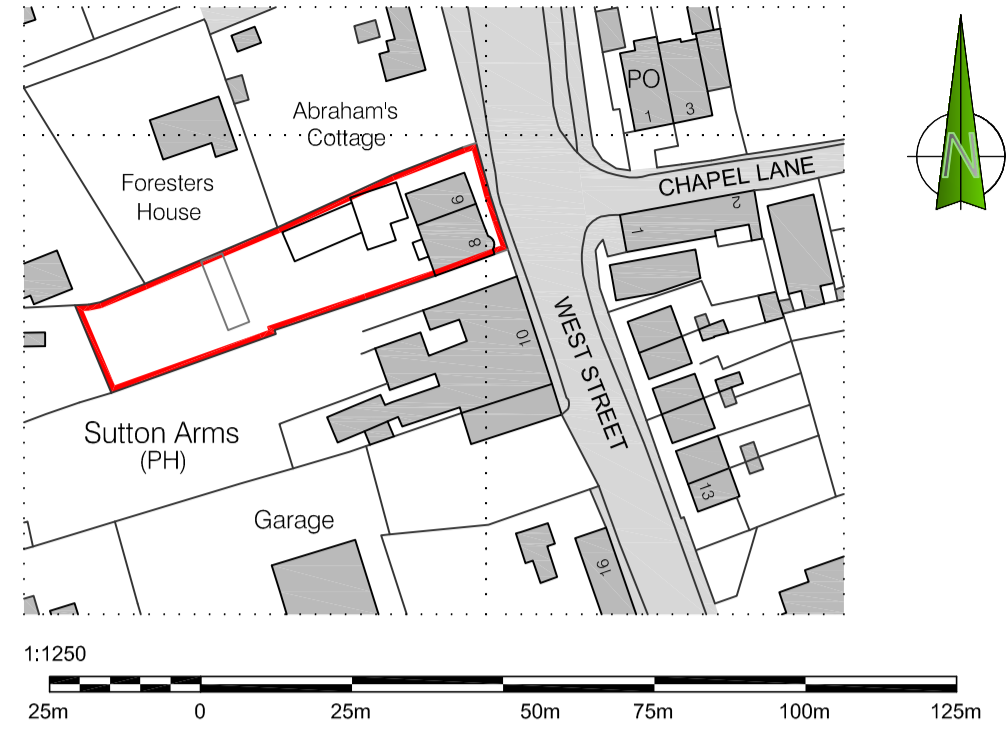 PO
1
3
Abraham's
Cottage
N
CHAPEL LANE
Foresters
House
6
8
2
1
10
WEST STREET
Sutton Arms
(PH)
13
Garage
16
1:1250
25m 0 25m 50m 75m 100m 125m